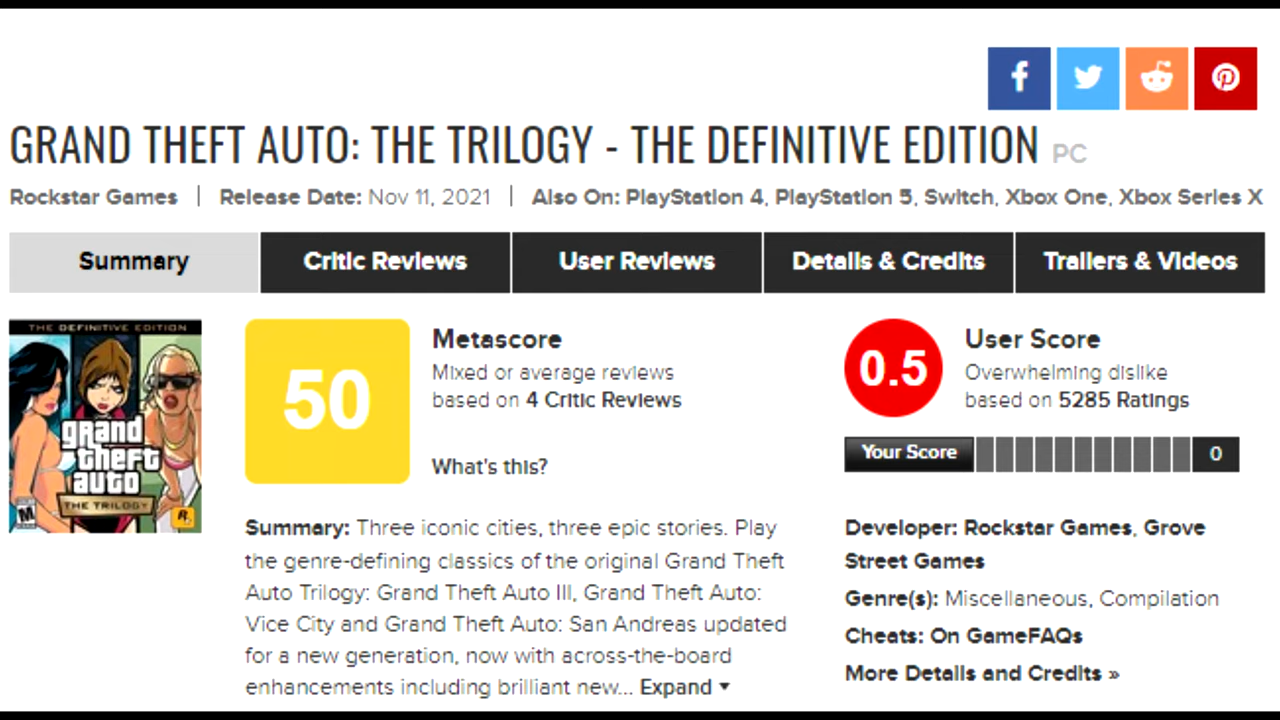 GRAND THEFT AUTO: THE TRILOGY - THE DEFINITIVE EDITION PC
Rockstar Games | Release Date: Nov 11, 2021 | Also On: PlayStation 4, PlayStation 5, Switch, Xbox One, Xbox Series X
Summary Critic Reviews User Reviews Details & Credits Trailers & Videos
THE DEFINITIVE EDITION
grand
theft
auto
THE TRILOGY
M
R
50
Metascore
Mixed or average reviews
based on 4 Critic Reviews
What's this?
0.5
User Score
Overwhelming dislike
based on 5285 Ratings
Your Score 0
Summary: Three iconic cities, three epic stories. Play
the genre-defining classics of the original Grand Theft
Auto Trilogy: Grand Theft Auto III, Grand Theft Auto:
Vice City and Grand Theft Auto: San Andreas updated
for a new generation, now with across-the-board
enhancements including brilliant new... Expand ▼
Developer: Rockstar Games, Grove
Street Games
Genre(s): Miscellaneous, Compilation
Cheats: On GameFAQs
More Details and Credits »